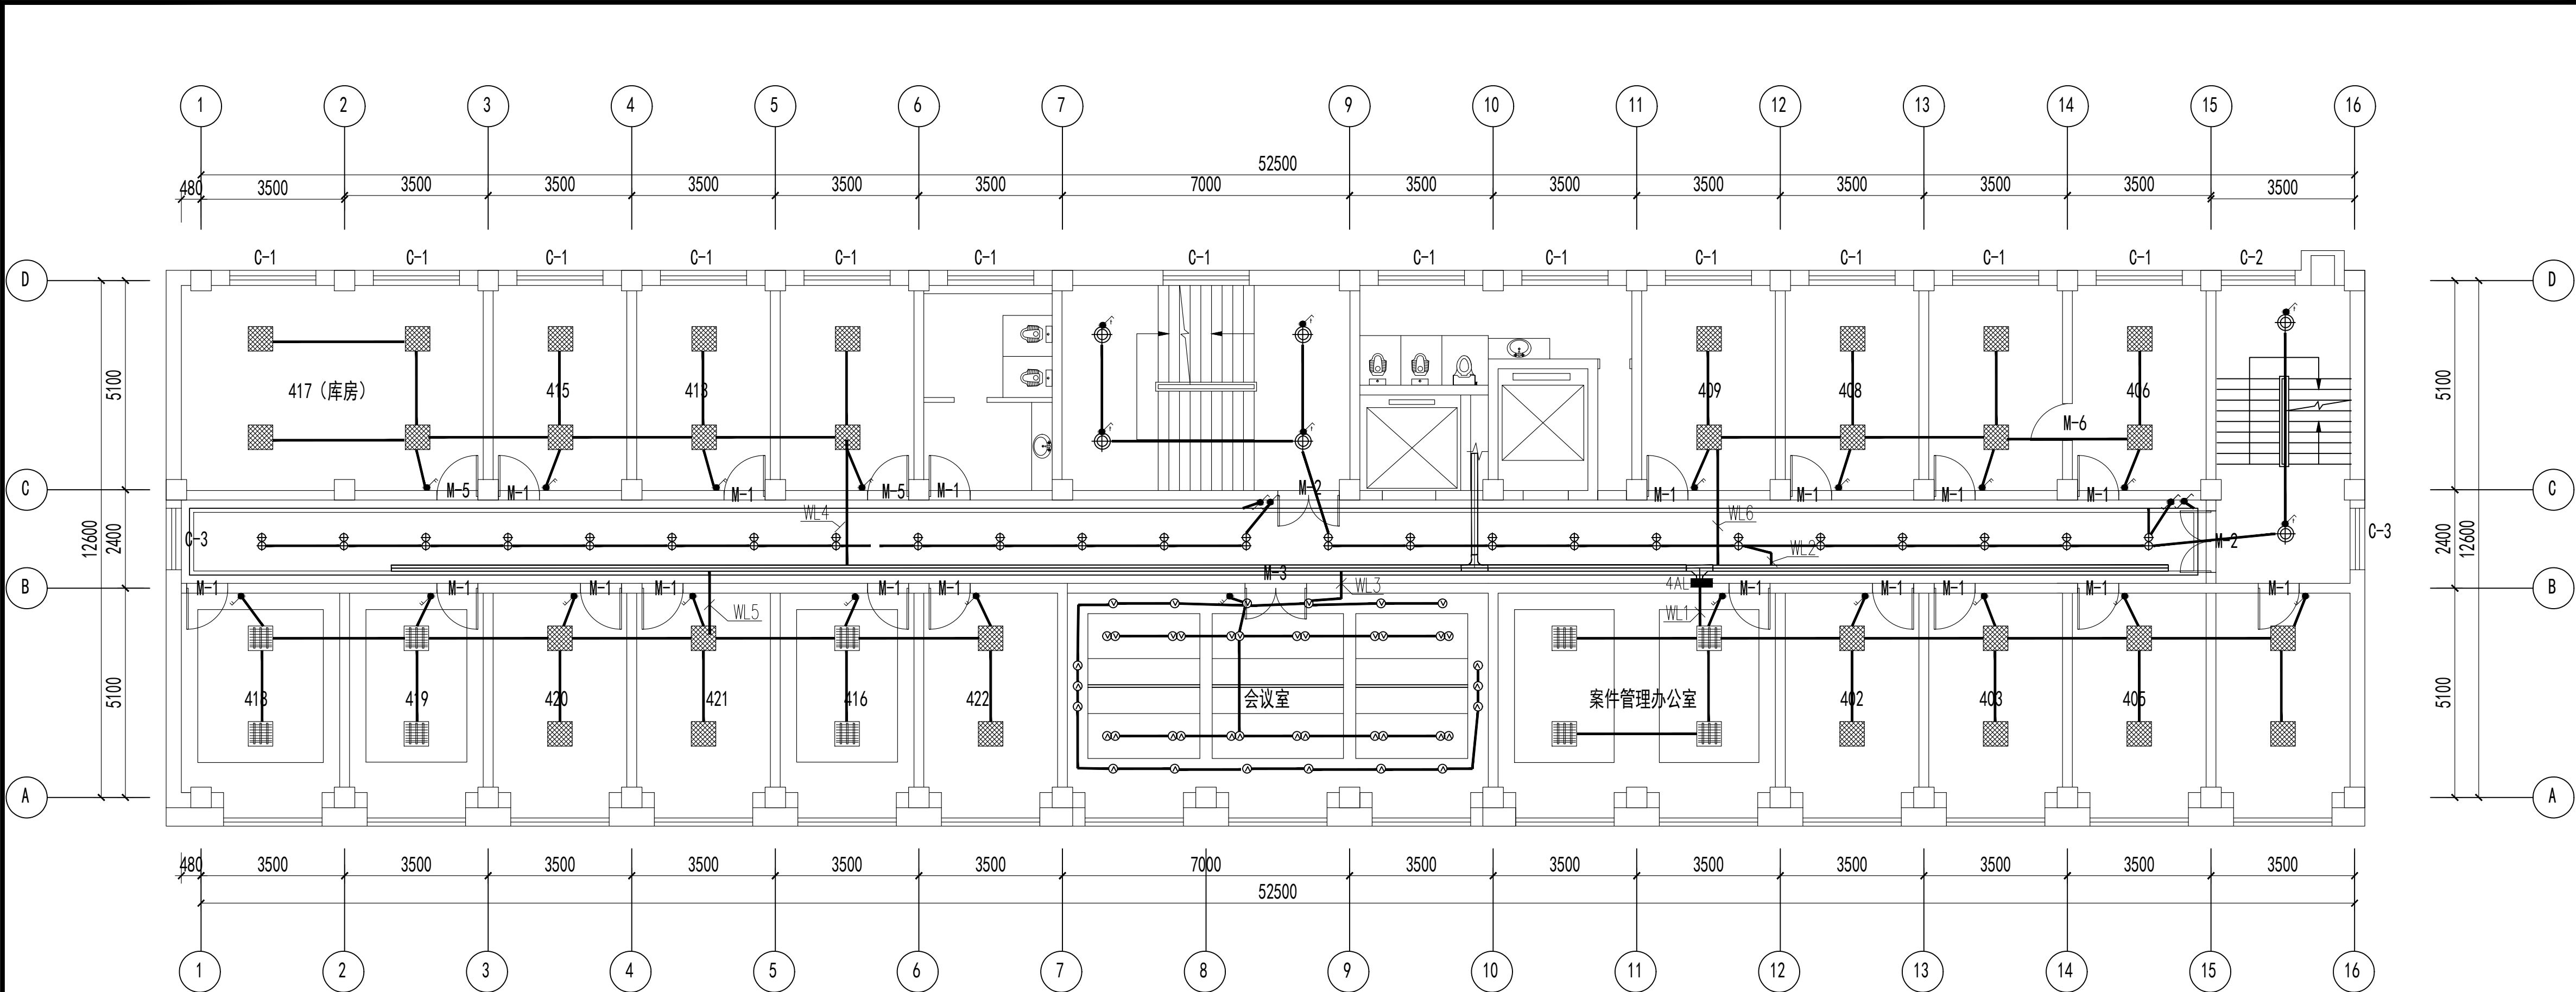 1 2 3 4 5 6 7 9 10 11 12 13 14 15 16
52500
480 3500 3500 3500 3500 3500 3500 7000 3500 3500 3500 3500 3500 3500 3500
C-1 C-1 C-1 C-1 C-1 C-1 C-1 C-1 C-1 C-1 C-1 C-1 C-1 C-2
D D
5100 417（库房） 415 413 409 408 406 5100
M-6
C M-5 M-1 M-1 M-5 M-1 M-2 M-1 M-1 M-1 M-1 C
12600 2400 C-3 WL4 WL6 WL2 M-2 C-3 2400 12600
M-3
B M-1 M-1 M-1 M-1 M-1 M-1 WL3 4AL M-1 M-1 M-1 M-1 M-1 B
WL5 WL1
5100 418 419 420 421 416 422 会议室 案件管理办公室 402 403 405 5100
A A
480 3500 3500 3500 3500 3500 3500 7000 3500 3500 3500 3500 3500 3500 3500
52500
1 2 3 4 5 6 7 8 9 10 11 12 13 14 15 16